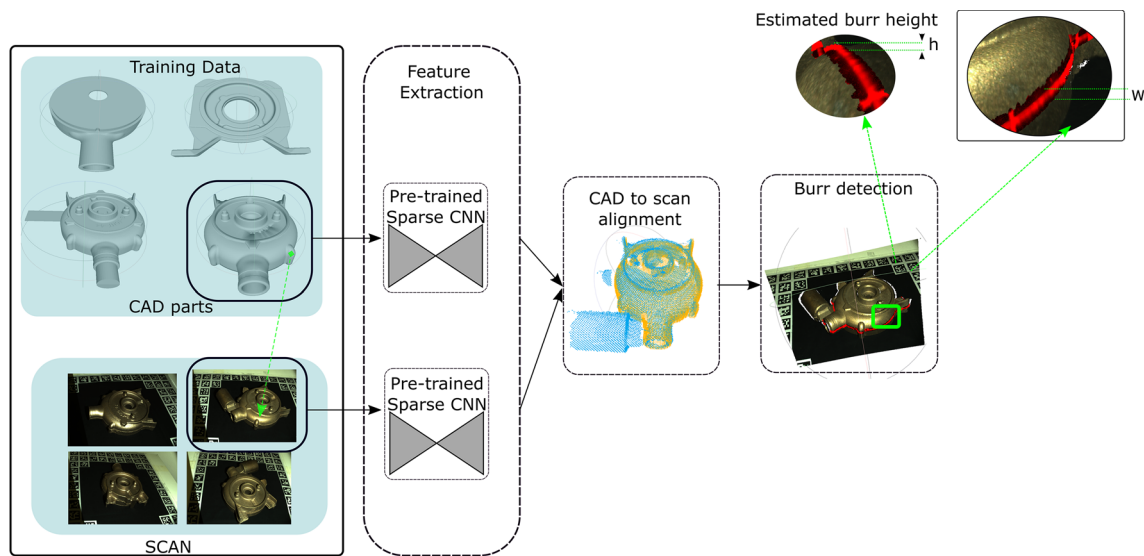 Training Data
CAD parts
SCAN
Feature
Extraction
Pre-trained
Sparse CNN
Pre-trained
Sparse CNN
CAD to scan
alignment
Burr detection
Estimated burr height
h
W